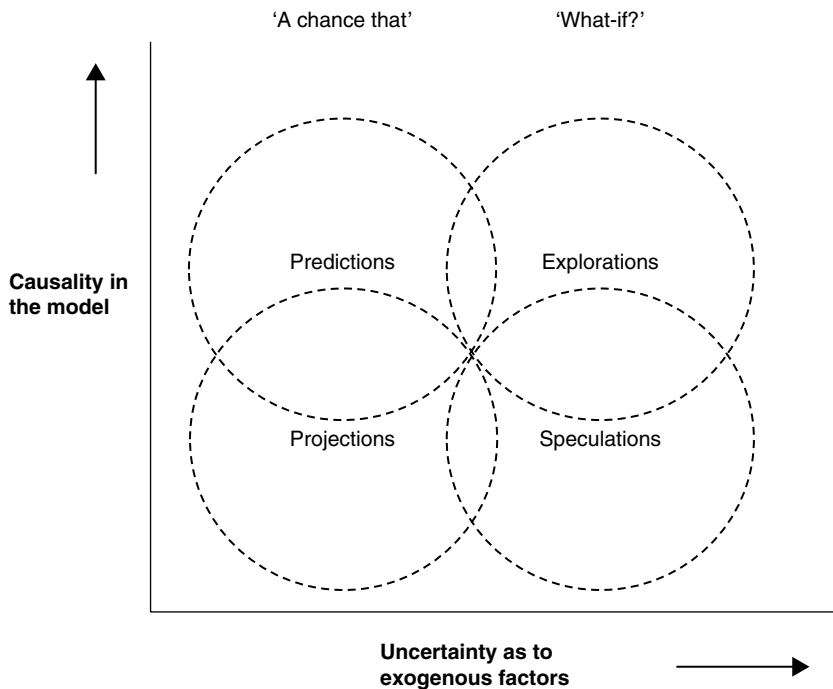 ‘A chance that’
‘What-if?’
Predictions
Explorations
Causality in
the model
Projections
Speculations
Uncertainty as to
exogenous factors